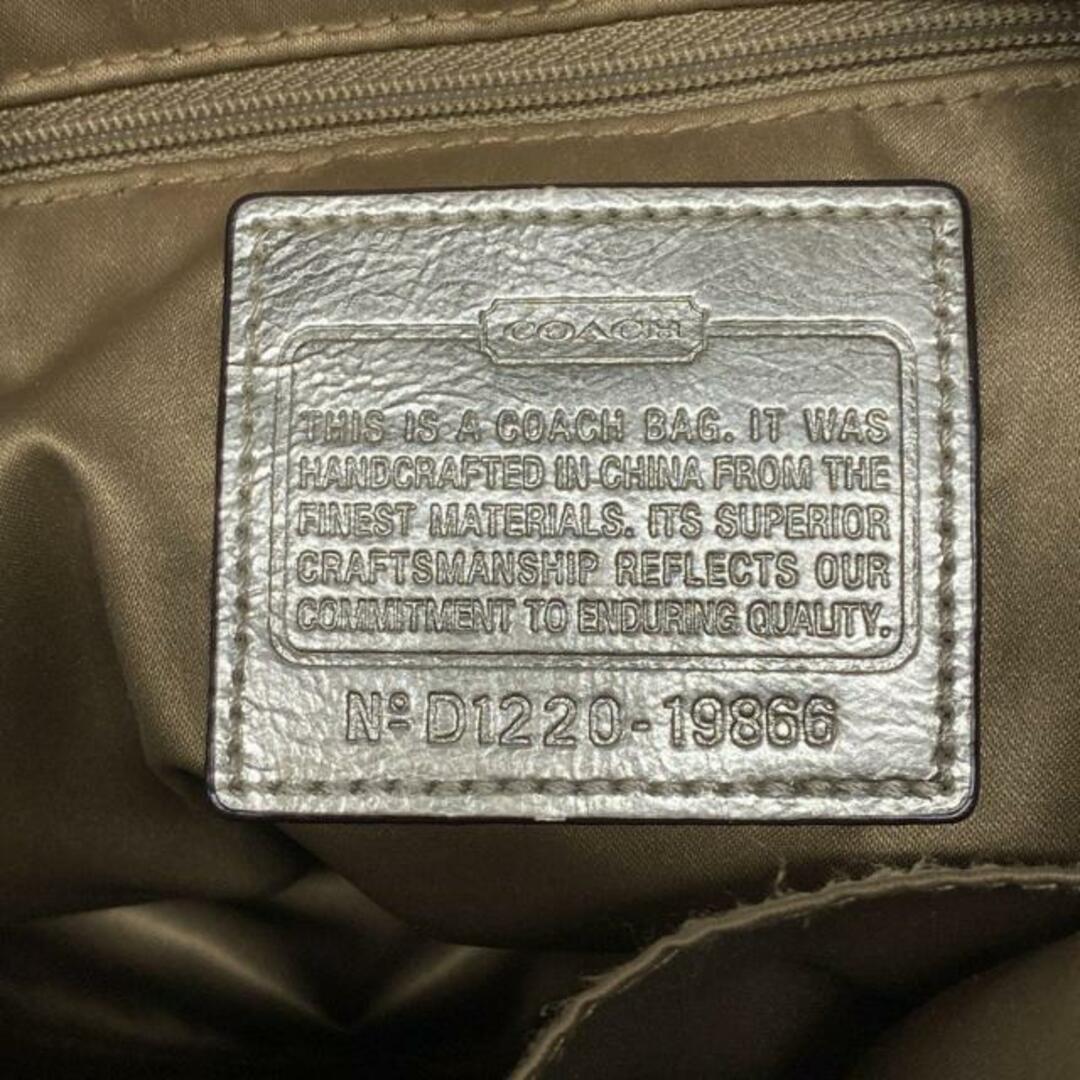 COACH
THIS IS A COACH BAG. IT WAS
HANDCRAFTED IN CHINA FROM THE
FINEST MATERIALS. ITS SUPERIOR
CRAFTSMANSHIP REFLECTS OUR
COMMITMENT TO ENDURING QUALITY.
Nº D1220-19866